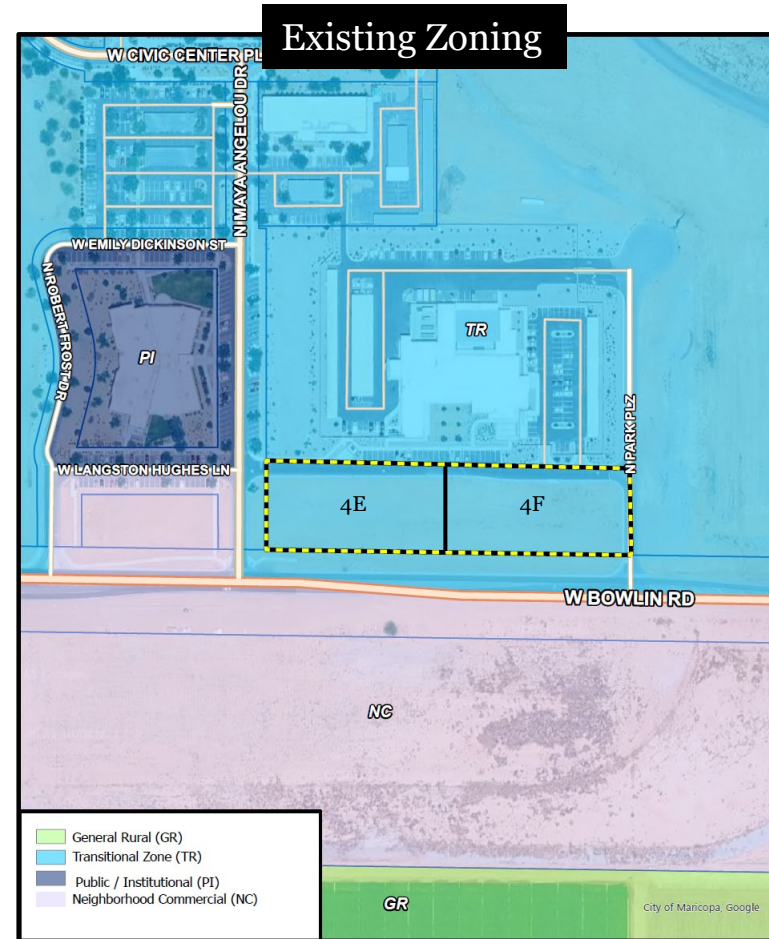 Existing Zoning
W CIVIC CENTER PL
N MAYA ANGELOU DR
W EMILY DICKINSON ST
N ROBERT FROST DR
PI
TR
N PARK PLZ
W LANGSTON HUGHES LN
4E
4F
W BOWLIN RD
NC
General Rural (GR)
Transitional Zone (TR)
Public / Institutional (PI)
Neighborhood Commercial (NC)
GR
City of Maricopa, Google